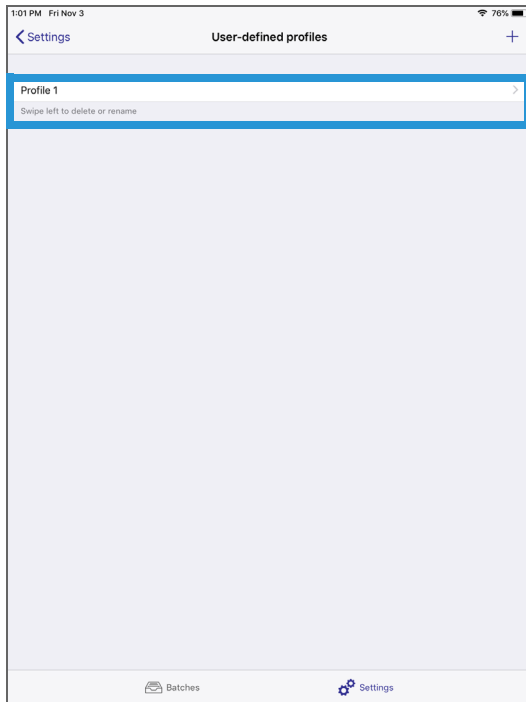 1:01 PM Fri Nov 3 76%
Settings User-defined profiles +
Profile 1
Swipe left to delete or rename
Batches Settings